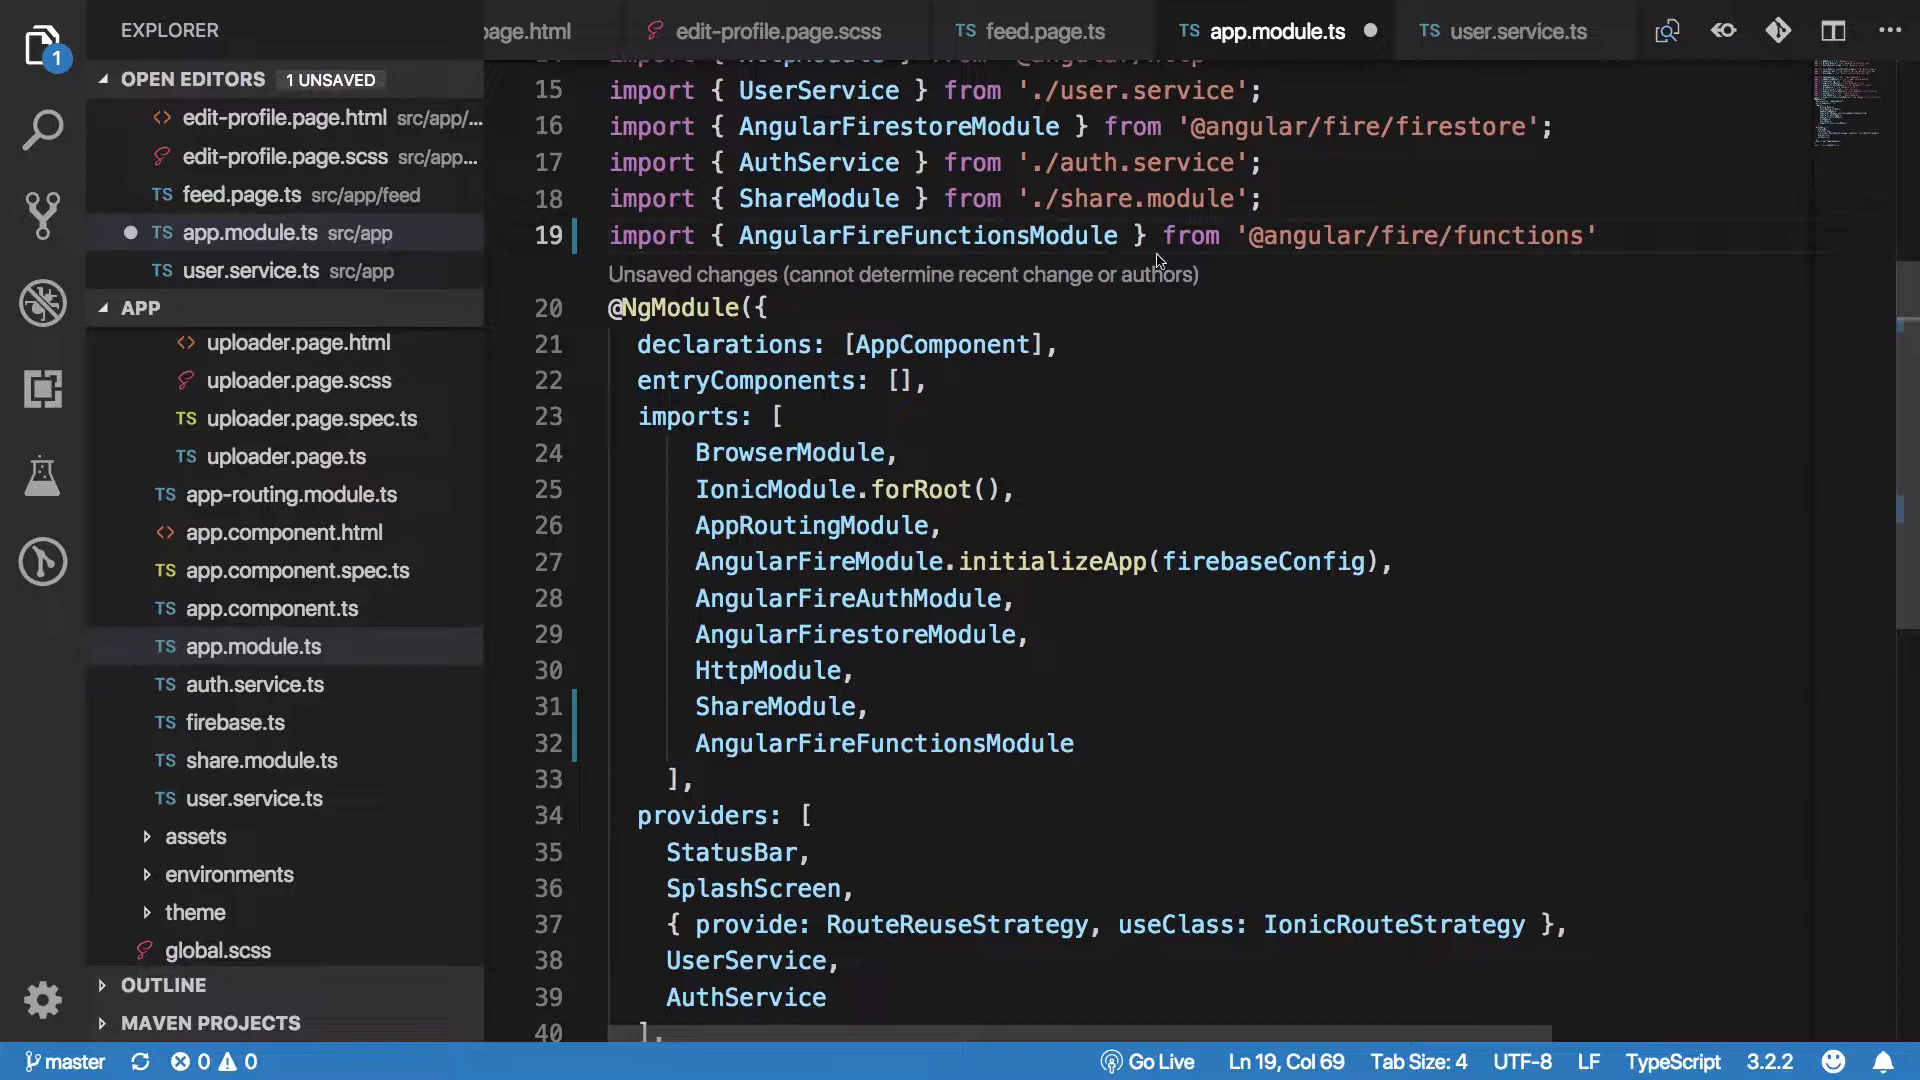 EXPLORER
OPEN EDITORS 1 UNSAVED
<> edit-profile.page.html src/app/...
edit-profile.page.scss src/app...
TS feed.page.ts src/app/feed
TS app.module.ts src/app
TS user.service.ts src/app
APP
<> uploader.page.html
uploader.page.scss
TS uploader.page.spec.ts
TS uploader.page.ts
TS app-routing.module.ts
<> app.component.html
TS app.component.spec.ts
TS app.component.ts
TS app.module.ts
TS auth.service.ts
TS firebase.ts
TS share.module.ts
TS user.service.ts
assets
environments
theme
global.scss
OUTLINE
MAVEN PROJECTS
1
page.html edit-profile.page.scss TS feed.page.ts TS app.module.ts TS user.service.ts
15 import { UserService } from './user.service';
16 import { AngularFirestoreModule } from '@angular/fire/firestore';
17 import { AuthService } from './auth.service';
18 import { ShareModule } from './share.module';
19 import { AngularFireFunctionsModule } from '@angular/fire/functions'
Unsaved changes (cannot determine recent change or authors)
20 @NgModule({
21 declarations: [AppComponent],
22 entryComponents: [],
23 imports: [
24 BrowserModule,
25 IonicModule.forRoot(),
26 AppRoutingModule,
27 AngularFireModule.initializeApp(firebaseConfig),
28 AngularFireAuthModule,
29 AngularFirestoreModule,
30 HttpModule,
31 ShareModule,
32 AngularFireFunctionsModule
33 ],
34 providers: [
35 StatusBar,
36 SplashScreen,
37 { provide: RouteReuseStrategy, useClass: IonicRouteStrategy },
38 UserService,
39 AuthService
40 ],
master 0 0 Go Live Ln 19, Col 69 Tab Size: 4 UTF-8 LF TypeScript 3.2.2